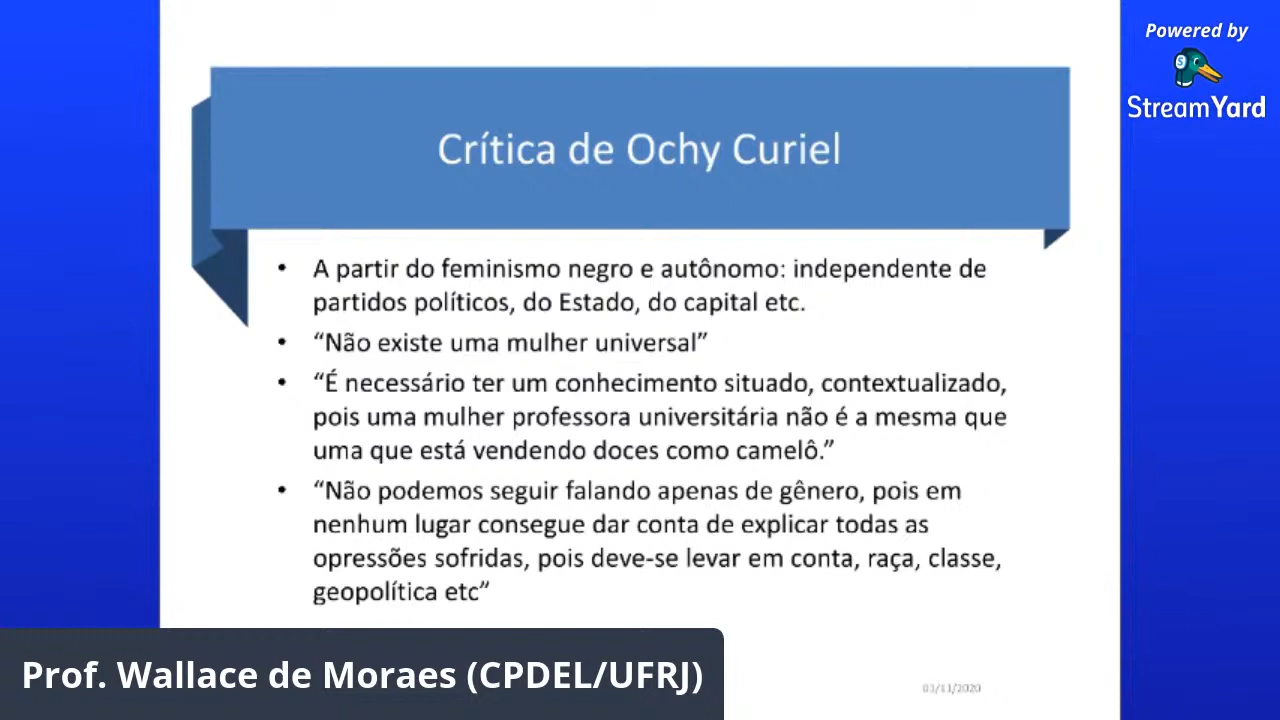 Powered by
StreamYard
Crítica de Ochy Curiel
• A partir do feminismo negro e autônomo: independente de
partidos políticos, do Estado, do capital etc.
• “Não existe uma mulher universal”
• “É necessário ter um conhecimento situado, contextualizado,
pois uma mulher professora universitária não é a mesma que
uma que está vendendo doces como camelô.”
• “Não podemos seguir falando apenas de gênero, pois em
nenhum lugar consegue dar conta de explicar todas as
opressões sofridas, pois deve-se levar em conta, raça, classe,
geopolítica etc”
Prof. Wallace de Moraes (CPDEL/UFRJ)